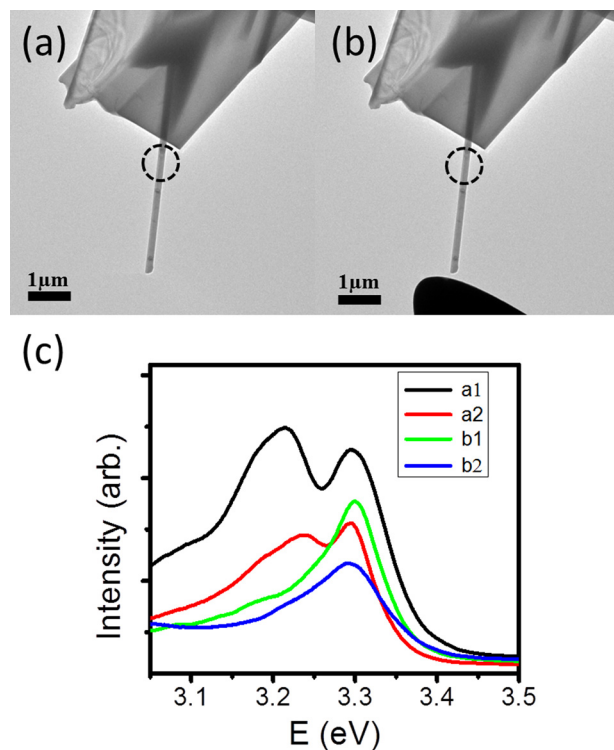 (a)
(b)
1µm
1µm
(c)
Intensity (arb.)
a1
a2
b1
b2
3.1
3.2
3.3
3.4
3.5
E (eV)